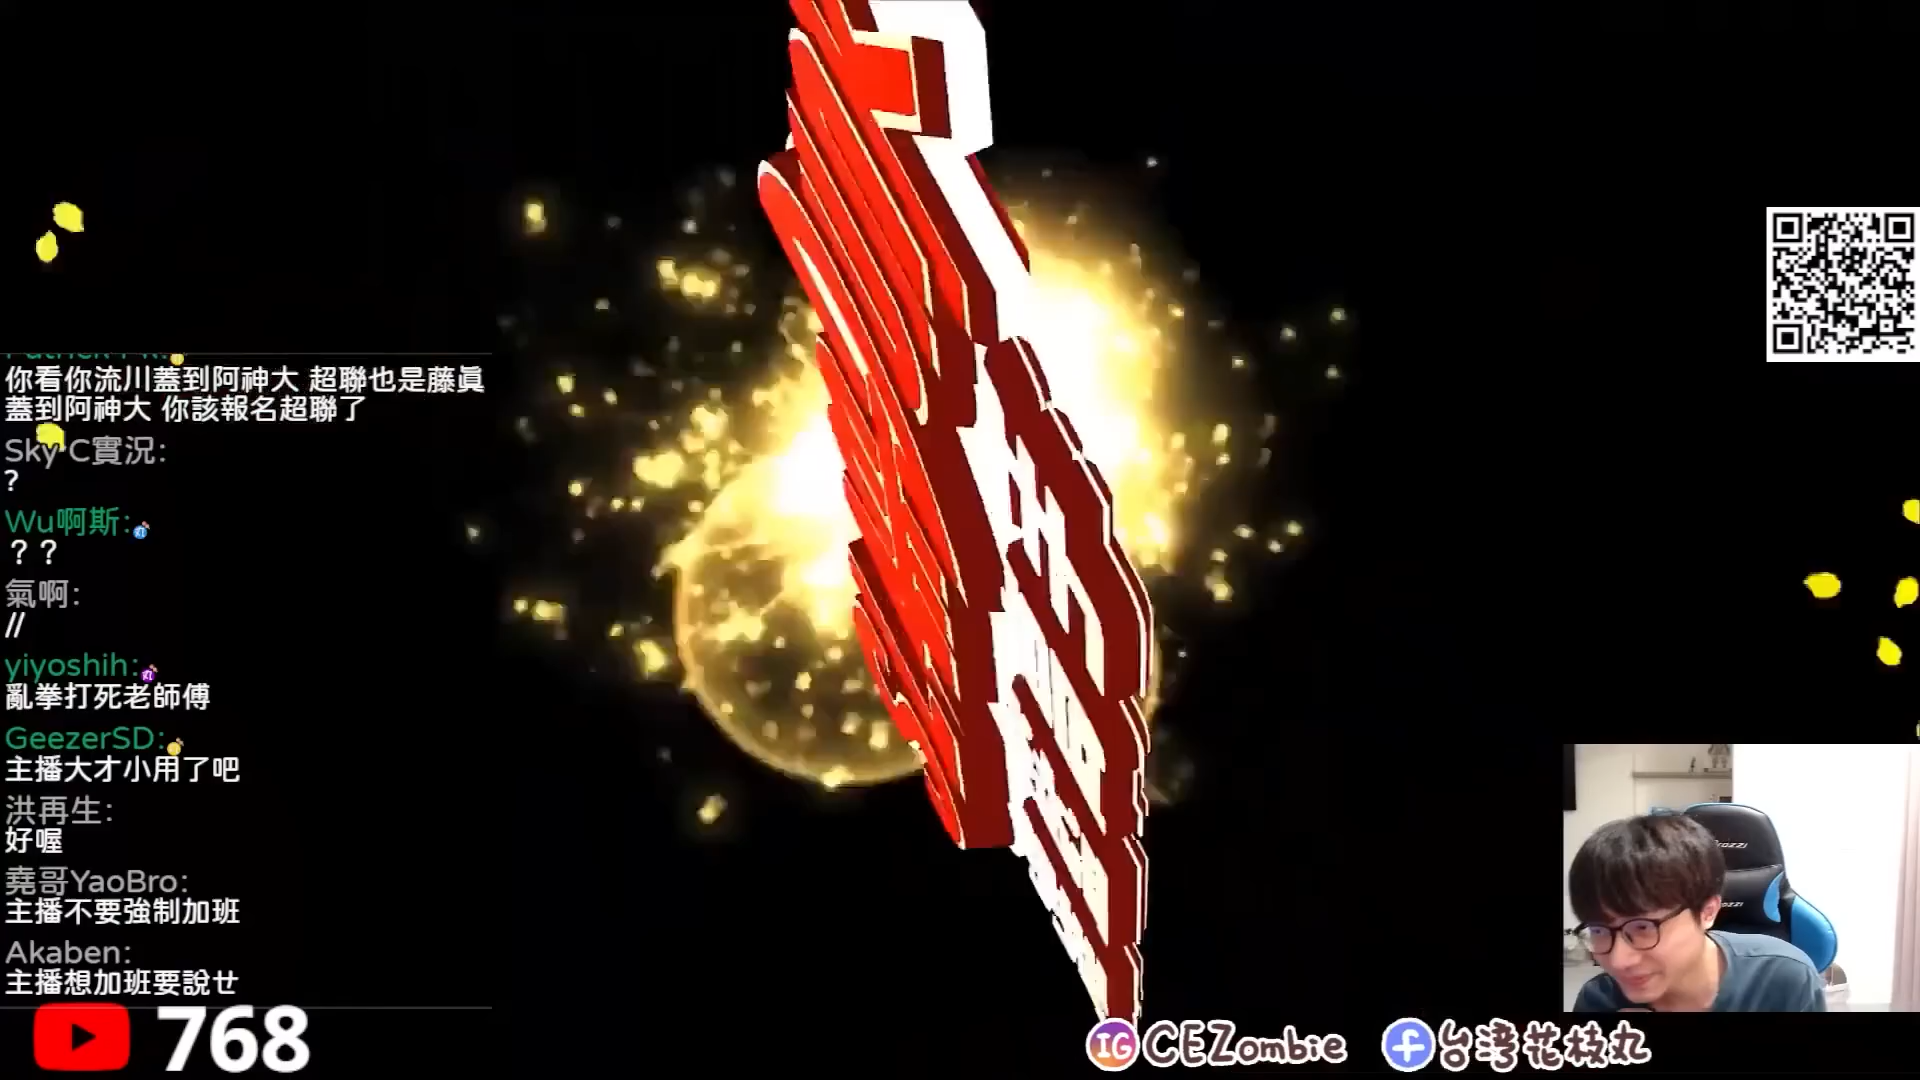 你看你流川蓋到阿神大 超聯也是藤眞
蓋到阿神大 你該報名超聯了
Sky C實況:
?
Wu啊斯:
？？
氣啊:
//
yiyoshih:
亂拳打死老師傅
GeezerSD:
主播大才小用了吧
洪再生:
好喔
堯哥YaoBro:
主播不要強制加班
Akaben:
主播想加班要說ㄝ
768
IG CEZombie
f 台灣花枝丸